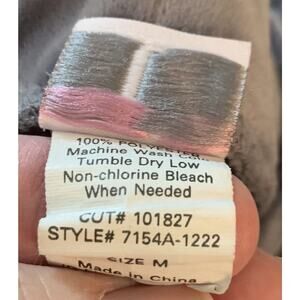 100% POLYESTER
Machine Wash
Tumble Dry Low
Non-chlorine Bleach
When Needed
CUT# 101827
STYLE# 7154A-1222
SIZE M
Made in China